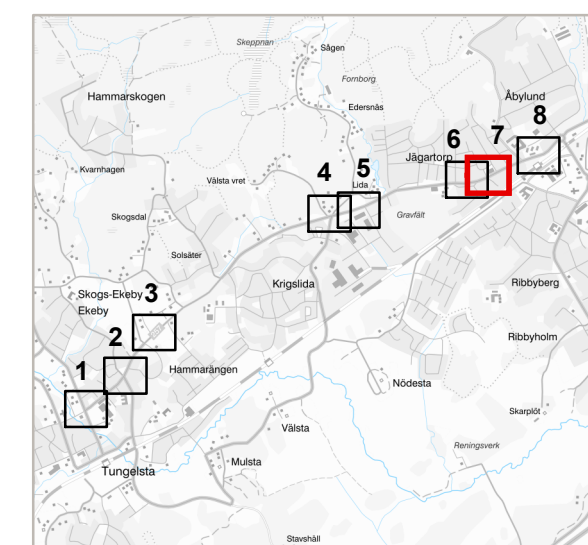 Skeppnan
Sågen
Fornborg
Hammarskogen
Edersnäs
Åbylund
8
7
6
Jägartorp
Kvarnhagen
Välsta vret
4
5
Lida
Gravfält
Skogsdal
Solsäter
Krigslida
Ribbyberg
Skogs-Ekeby
3
Ekeby
2
Ribbyholm
1
Hammarängen
Nödesta
Skarplöt
Välsta
Reningsverk
Tungelsta
Mulsta
Stavshäll